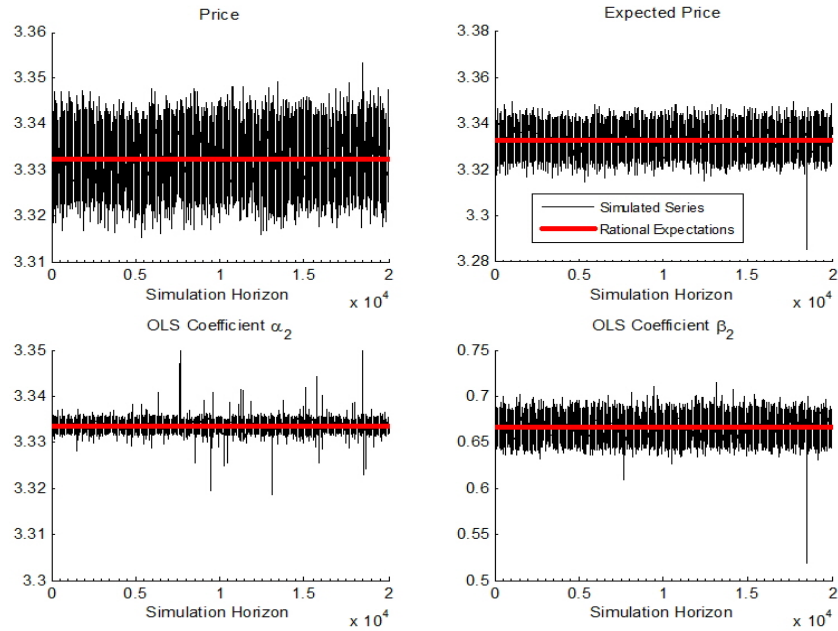 Price
3.36
3.35
3.34
3.33
3.32
3.31
0 0.5 1 1.5 2
Simulation Horizon
x 10^4
Expected Price
3.38
3.36
3.34
3.32
3.3
3.28
Simulated Series
Rational Expectations
0 0.5 1 1.5 2
Simulation Horizon
x 10^4
OLS Coefficient α_2
3.35
3.34
3.33
3.32
3.31
3.3
0 0.5 1 1.5 2
Simulation Horizon
x 10^4
OLS Coefficient β_2
0.75
0.7
0.65
0.6
0.55
0.5
0 0.5 1 1.5 2
Simulation Horizon
x 10^4